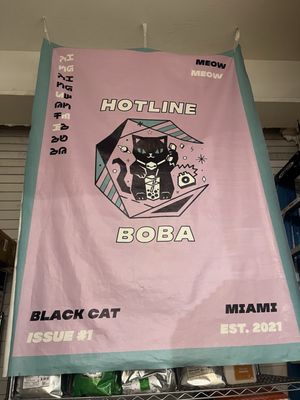 MEOW
MEOW
HOTLINE
BOBA
BLACK CAT
ISSUE #1
MIAMI
EST. 2021